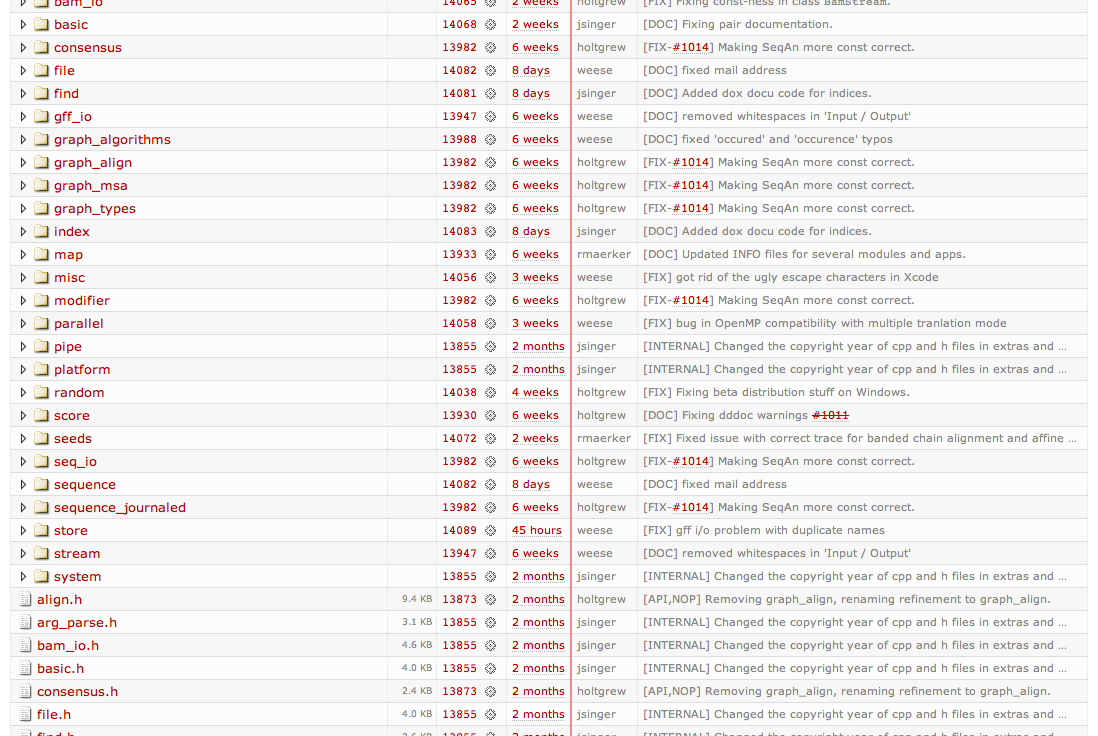 bam_io 14065 2 weeks holtgrew [FIX] Fixing const-ness in class BamStream.
basic 14068 2 weeks jsinger [DOC] Fixing pair documentation.
consensus 13982 6 weeks holtgrew [FIX-#1014] Making SeqAn more const correct.
file 14082 8 days weese [DOC] fixed mail address
find 14081 8 days jsinger [DOC] Added dox docu code for indices.
gff_io 13947 6 weeks weese [DOC] removed whitespaces in 'Input / Output'
graph_algorithms 13988 6 weeks weese [DOC] fixed 'occured' and 'occurence' typos
graph_align 13982 6 weeks holtgrew [FIX-#1014] Making SeqAn more const correct.
graph_msa 13982 6 weeks holtgrew [FIX-#1014] Making SeqAn more const correct.
graph_types 13982 6 weeks holtgrew [FIX-#1014] Making SeqAn more const correct.
index 14083 8 days jsinger [DOC] Added dox docu code for indices.
map 13933 6 weeks rmaerker [DOC] Updated INFO files for several modules and apps.
misc 14056 3 weeks weese [FIX] got rid of the ugly escape characters in Xcode
modifier 13982 6 weeks holtgrew [FIX-#1014] Making SeqAn more const correct.
parallel 14058 3 weeks weese [FIX] bug in OpenMP compatibility with multiple tranlation mode
pipe 13855 2 months jsinger [INTERNAL] Changed the copyright year of cpp and h files in extras and ...
platform 13855 2 months jsinger [INTERNAL] Changed the copyright year of cpp and h files in extras and ...
random 14038 4 weeks holtgrew [FIX] Fixing beta distribution stuff on Windows.
score 13930 6 weeks holtgrew [DOC] Fixing dddoc warnings #1011
seeds 14072 2 weeks rmaerker [FIX] Fixed issue with correct trace for banded chain alignment and affine ...
seq_io 13982 6 weeks holtgrew [FIX-#1014] Making SeqAn more const correct.
sequence 14082 8 days weese [DOC] fixed mail address
sequence_journaled 13982 6 weeks holtgrew [FIX-#1014] Making SeqAn more const correct.
store 14089 45 hours weese [FIX] gff i/o problem with duplicate names
stream 13947 6 weeks weese [DOC] removed whitespaces in 'Input / Output'
system 13855 2 months jsinger [INTERNAL] Changed the copyright year of cpp and h files in extras and ...
align.h 9.4 KB 13873 2 months holtgrew [API,NOP] Removing graph_align, renaming refinement to graph_align.
arg_parse.h 3.1 KB 13855 2 months jsinger [INTERNAL] Changed the copyright year of cpp and h files in extras and ...
bam_io.h 4.6 KB 13855 2 months jsinger [INTERNAL] Changed the copyright year of cpp and h files in extras and ...
basic.h 4.0 KB 13855 2 months jsinger [INTERNAL] Changed the copyright year of cpp and h files in extras and ...
consensus.h 2.4 KB 13873 2 months holtgrew [API,NOP] Removing graph_align, renaming refinement to graph_align.
file.h 4.0 KB 13855 2 months jsinger [INTERNAL] Changed the copyright year of cpp and h files in extras and ...